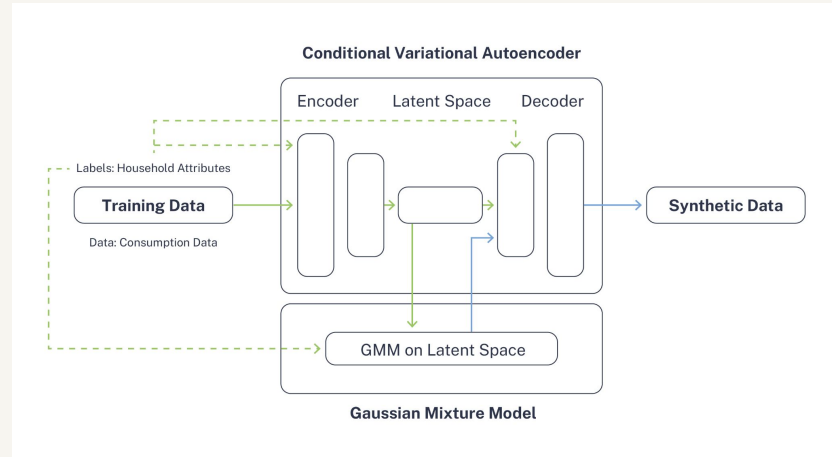 Conditional Variational Autoencoder
Encoder
Latent Space
Decoder
Labels: Household Attributes
Training Data
Synthetic Data
Data: Consumption Data
GMM on Latent Space
Gaussian Mixture Model